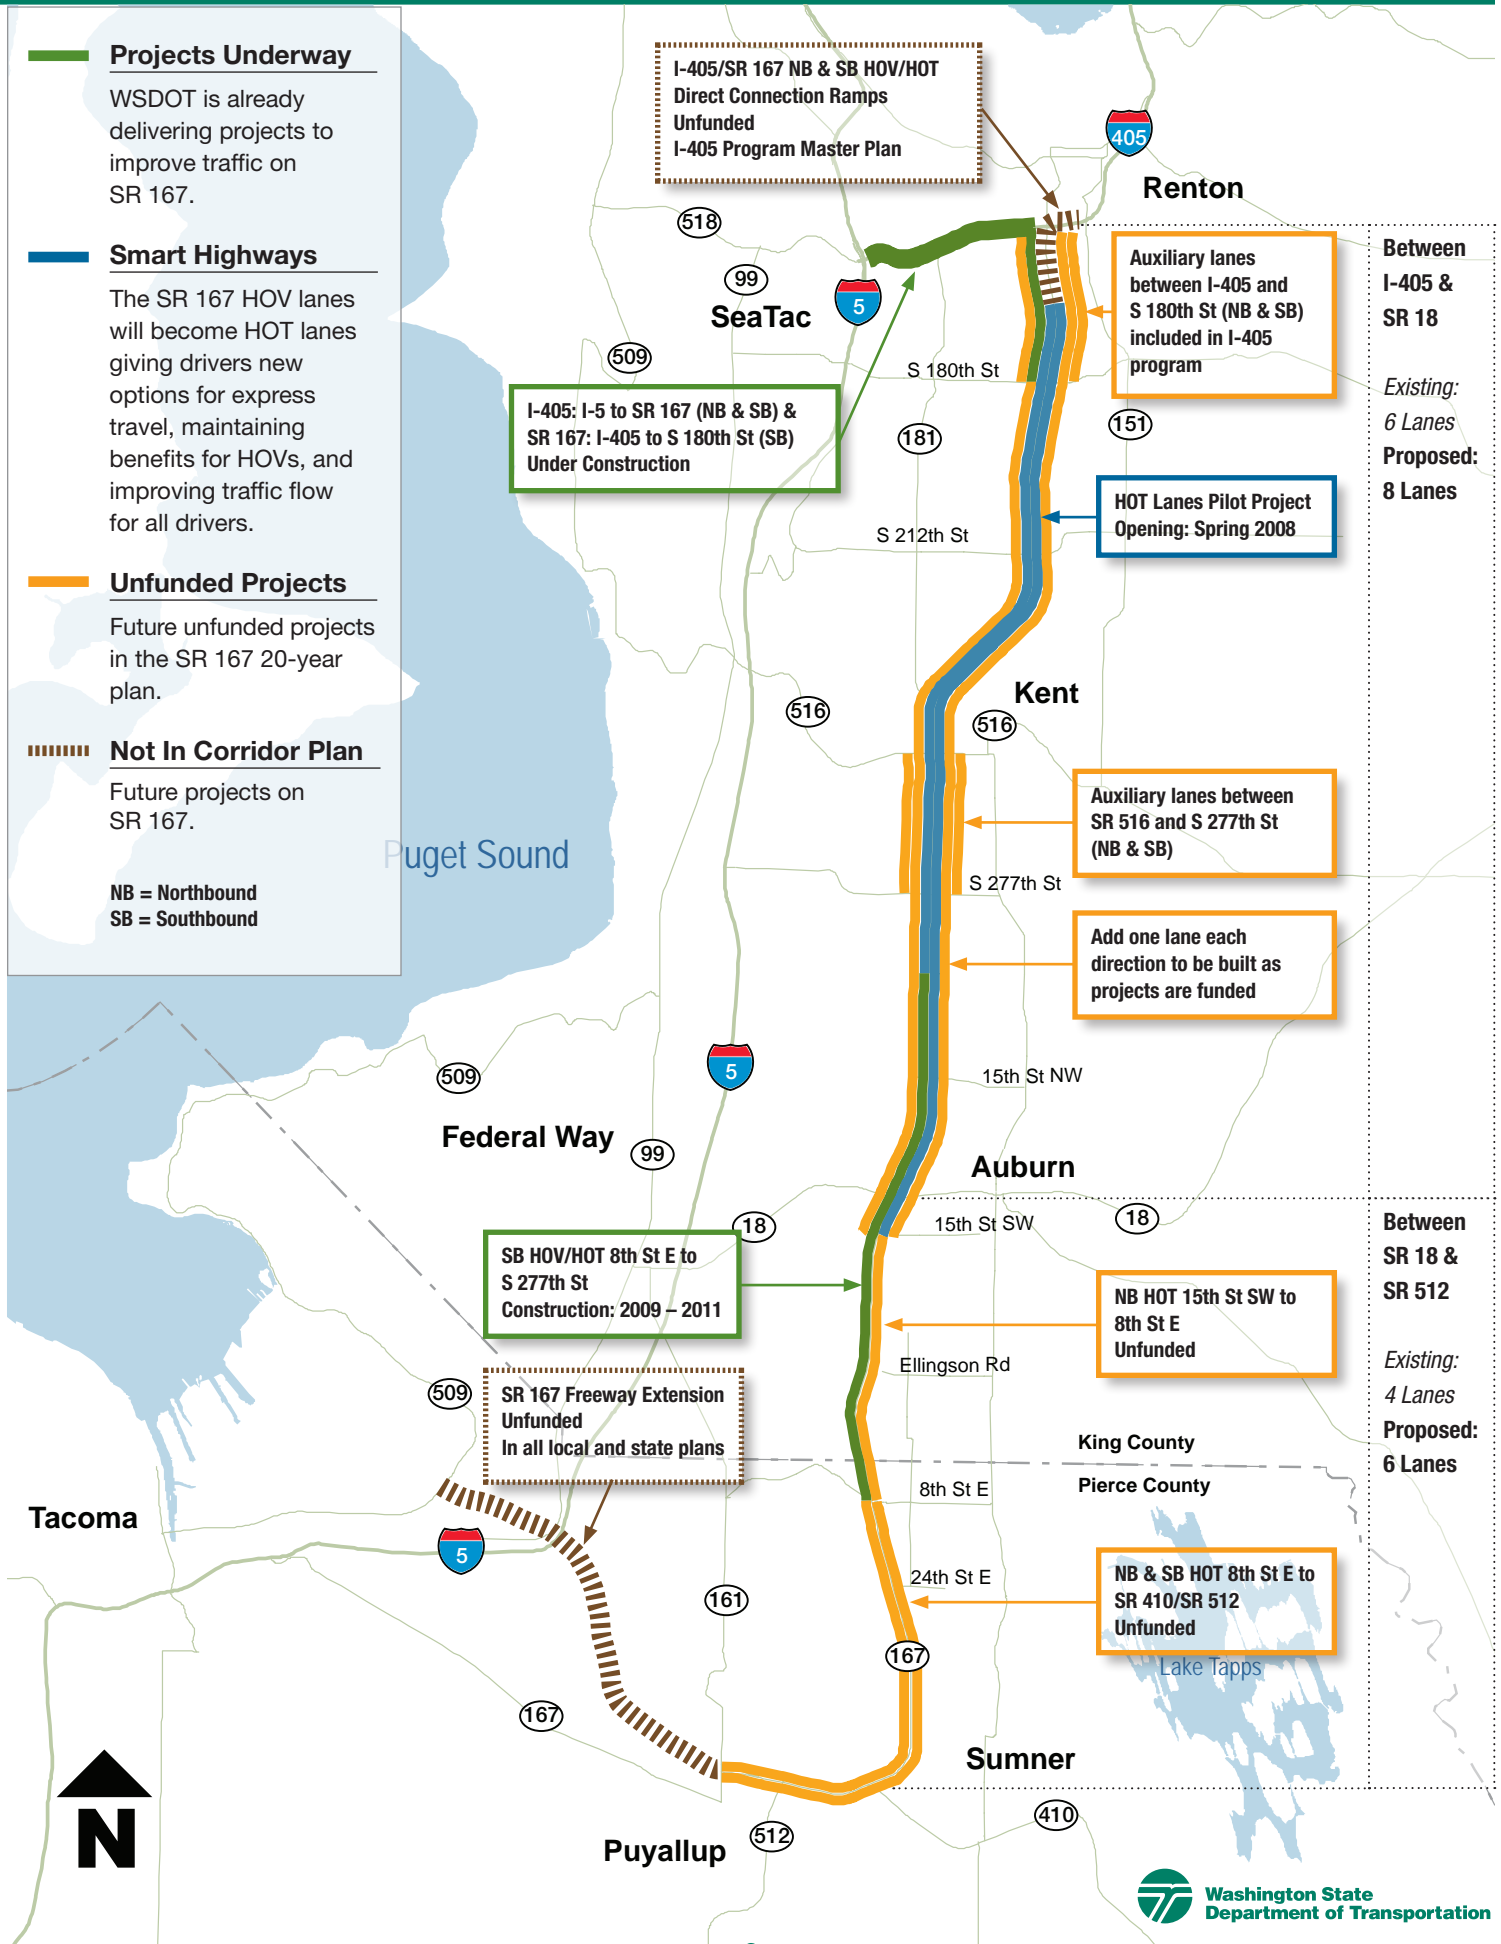 Projects Underway
WSDOT is already
delivering projects to
improve traffic on
SR 167.
Smart Highways
The SR 167 HOV lanes
will become HOT lanes
giving drivers new
options for express
travel, maintaining
benefits for HOVs, and
improving traffic flow
for all drivers.
Unfunded Projects
Future unfunded projects
in the SR 167 20-year
plan.
Not In Corridor Plan
Future projects on
SR 167.
NB = Northbound
SB = Southbound
Puget Sound
I-405/SR 167 NB & SB HOV/HOT
Direct Connection Ramps
Unfunded
I-405 Program Master Plan
405
Renton
518
99
SeaTac
5
509
S 180th St
Auxiliary lanes
between I-405 and
S 180th St (NB & SB)
included in I-405
program
Between
I-405 &
SR 18
Existing:
6 Lanes
Proposed:
8 Lanes
I-405: I-5 to SR 167 (NB & SB) &
SR 167: I-405 to S 180th St (SB)
Under Construction
181
151
HOT Lanes Pilot Project
Opening: Spring 2008
S 212th St
Kent
516
516
Auxiliary lanes between
SR 516 and S 277th St
(NB & SB)
S 277th St
Add one lane each
direction to be built as
projects are funded
5
509
15th St NW
Federal Way
99
Auburn
18
15th St SW
18
SB HOV/HOT 8th St E to
S 277th St
Construction: 2009 – 2011
Between
SR 18 &
SR 512
Existing:
4 Lanes
Proposed:
6 Lanes
NB HOT 15th St SW to
8th St E
Unfunded
Ellingson Rd
509
SR 167 Freeway Extension
Unfunded
In all local and state plans
King County
Pierce County
8th St E
Tacoma
5
24th St E
161
NB & SB HOT 8th St E to
SR 410/SR 512
Unfunded
167
Lake Tapps
167
Sumner
410
512
Puyallup
N
Washington State
Department of Transportation